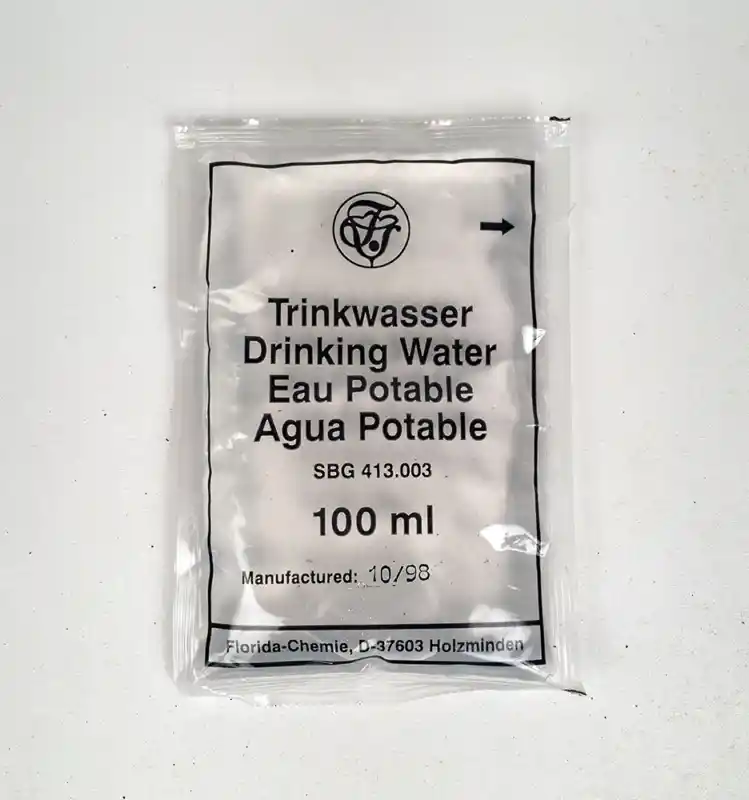 Trinkwasser
Drinking Water
Eau Potable
Agua Potable
SBG 413.003
100 ml
Manufactured: 10/98
Florida-Chemie, D-37603 Holzminden